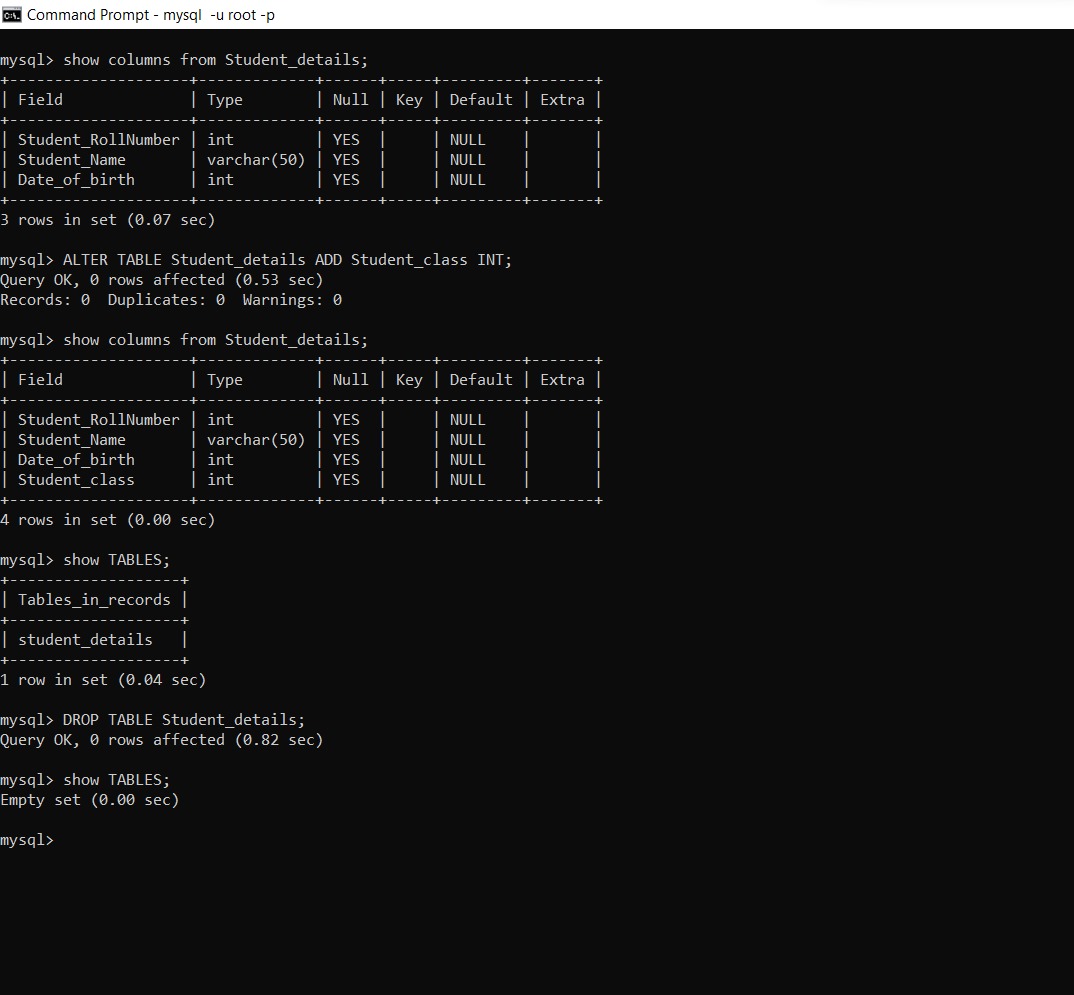 Command Prompt - mysql  -u root -p
mysql> show columns from Student_details;
+--------------------+-------------+------+-----+---------+-------+
| Field              | Type        | Null | Key | Default | Extra |
+--------------------+-------------+------+-----+---------+-------+
| Student_RollNumber | int         | YES  |     | NULL    |       |
| Student_Name       | varchar(50) | YES  |     | NULL    |       |
| Date_of_birth      | int         | YES  |     | NULL    |       |
+--------------------+-------------+------+-----+---------+-------+
3 rows in set (0.07 sec)
mysql> ALTER TABLE Student_details ADD Student_class INT;
Query OK, 0 rows affected (0.53 sec)
Records: 0  Duplicates: 0  Warnings: 0
mysql> show columns from Student_details;
+--------------------+-------------+------+-----+---------+-------+
| Field              | Type        | Null | Key | Default | Extra |
+--------------------+-------------+------+-----+---------+-------+
| Student_RollNumber | int         | YES  |     | NULL    |       |
| Student_Name       | varchar(50) | YES  |     | NULL    |       |
| Date_of_birth      | int         | YES  |     | NULL    |       |
| Student_class      | int         | YES  |     | NULL    |       |
+--------------------+-------------+------+-----+---------+-------+
4 rows in set (0.00 sec)
mysql> show TABLES;
+-------------------+
| Tables_in_records |
+-------------------+
| student_details   |
+-------------------+
1 row in set (0.04 sec)
mysql> DROP TABLE Student_details;
Query OK, 0 rows affected (0.82 sec)
mysql> show TABLES;
Empty set (0.00 sec)
mysql>